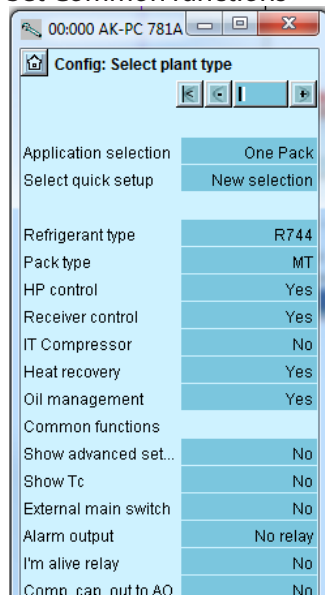 Set Common functions
00:000 AK-PC 781A
Config: Select plant type
Application selection One Pack
Select quick setup New selection
Refrigerant type R744
Pack type MT
HP control Yes
Receiver control Yes
IT Compressor No
Heat recovery Yes
Oil management Yes
Common functions
Show advanced set... No
Show Tc No
External main switch No
Alarm output No relay
I'm alive relay No
Comp. cap. out to AO No